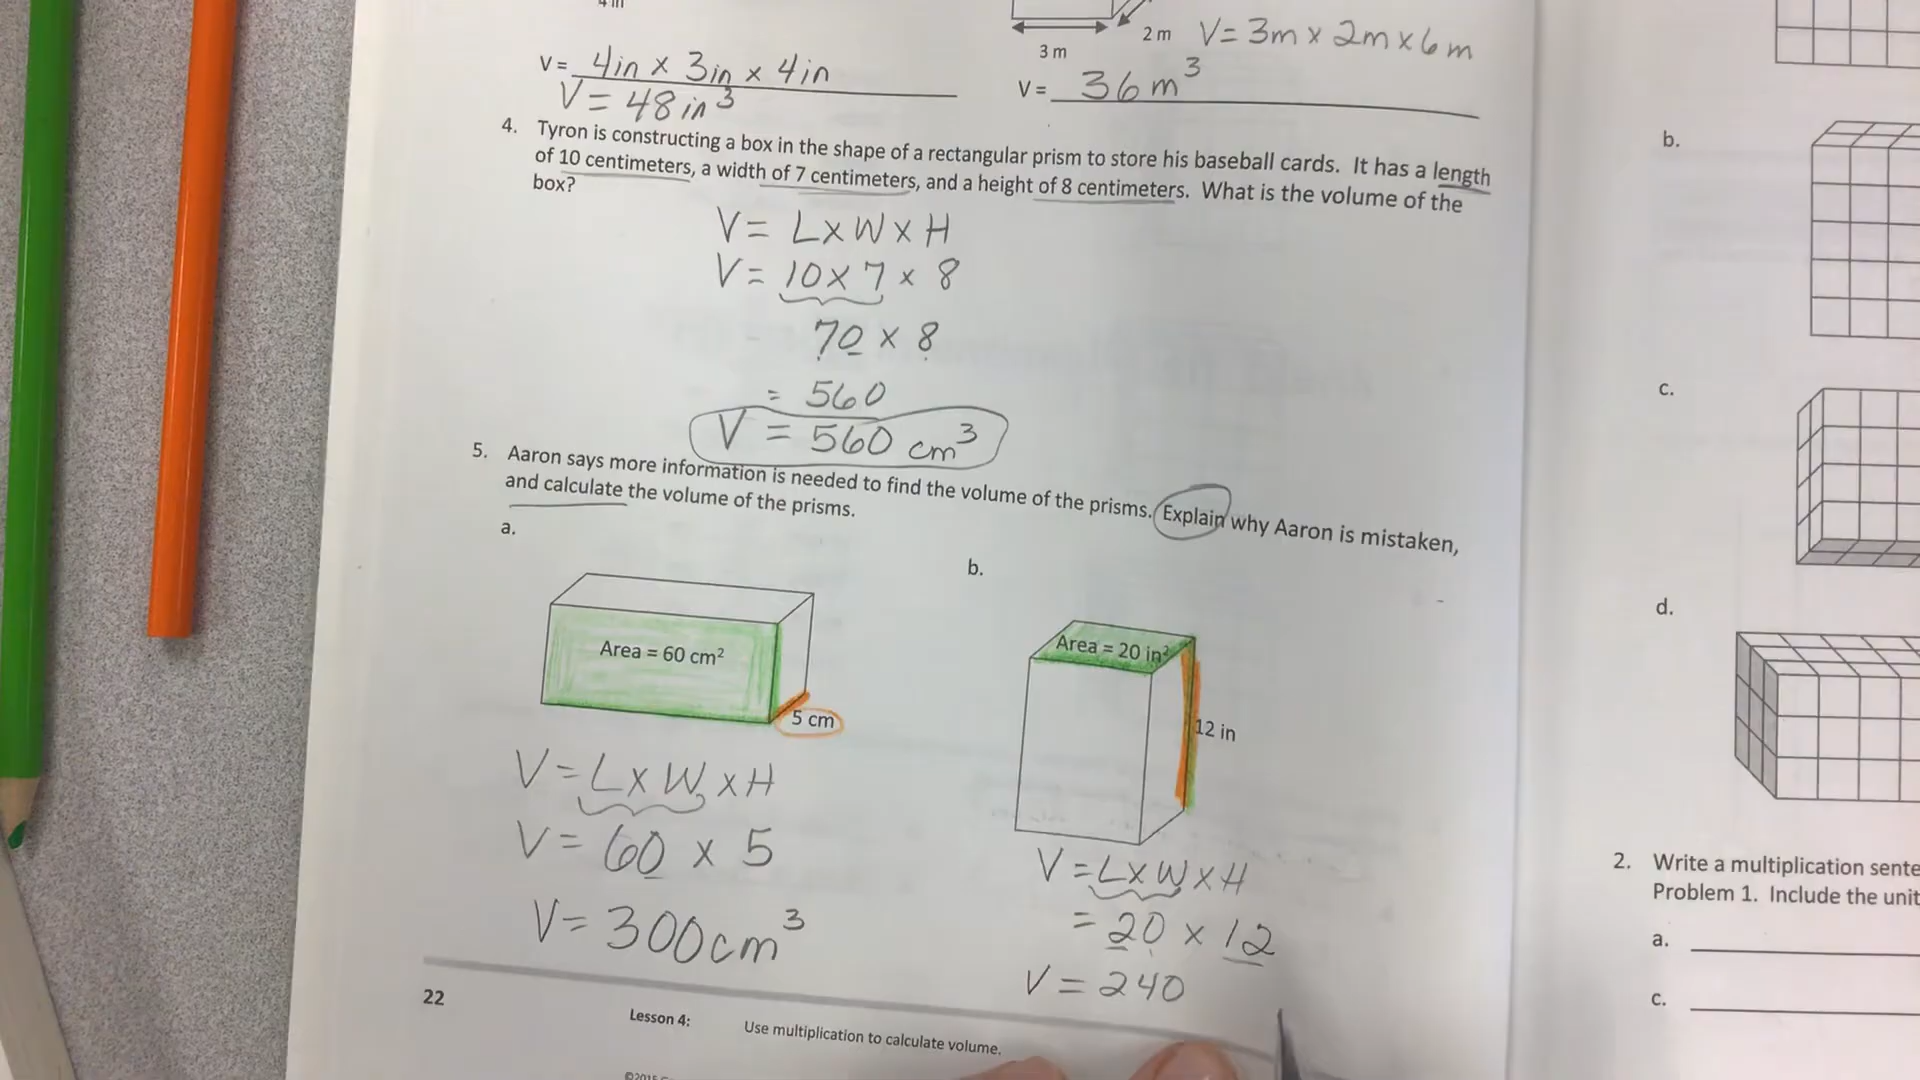 4 in
V = 4in x 3in x 4in
V = 48 in³
3 m
2 m
V = 3m x 2m x 6m
V = 36 m³
4. Tyron is constructing a box in the shape of a rectangular prism to store his baseball cards. It has a length
of 10 centimeters, a width of 7 centimeters, and a height of 8 centimeters. What is the volume of the
box?
V = L x W x H
V = 10 x 7 x 8
70 x 8
= 560
V = 560 cm³
5. Aaron says more information is needed to find the volume of the prisms. Explain why Aaron is mistaken,
and calculate the volume of the prisms.
a.
Area = 60 cm²
5 cm
V = L x W x H
V = 60 x 5
V = 300cm³
b.
Area = 20 in²
12 in
V = L x W x H
= 20 x 12
V = 240
22
Lesson 4: Use multiplication to calculate volume.
©2015
b.
c.
d.
2. Write a multiplication sente
Problem 1. Include the unit
a.
c.